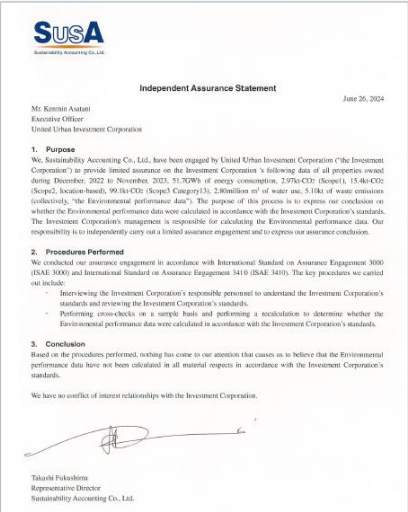 SUSA
Sustainability Accounting Co., Ltd.
Independent Assurance Statement
June 26, 2024
Mr. Kenmin Asatani
Executive Officer
United Urban Investment Corporation
1. Purpose
We, Sustainability Accounting Co., Ltd., have been engaged by United Urban Investment Corporation ("the Investment
Corporation") to provide limited assurance on the Investment Corporation 's following data of all properties owned
during December, 2022 to November, 2023, 51.7GWh of energy consumption, 2.97kt-CO2 (Scope1), 15.4kt-CO2
(Scope2, location-based), 99.1kt-CO2 (Scope3 Category13), 2.80million m³ of water use, 5.10kt of waste emissions
(collectively, "the Environmental performance data"). The purpose of this process is to express our conclusion on
whether the Environmental performance data were calculated in accordance with the Investment Corporation's standards.
The Investment Corporation's management is responsible for calculating the Environmental performance data. Our
responsibility is to independently carry out a limited assurance engagement and to express our assurance conclusion.
2. Procedures Performed
We conducted our assurance engagement in accordance with International Standard on Assurance Engagement 3000
(ISAE 3000) and International Standard on Assurance Engagement 3410 (ISAE 3410). The key procedures we carried
out include:
· Interviewing the Investment Corporation's responsible personnel to understand the Investment Corporation's
standards and reviewing the Investment Corporation's standards.
· Performing cross-checks on a sample basis and performing a recalculation to determine whether the
Environmental performance data were calculated in accordance with the Investment Corporation's standards.
3. Conclusion
Based on the procedures performed, nothing has come to our attention that causes us to believe that the Environmental
performance data have not been calculated in all material respects in accordance with the Investment Corporation's
standards.
We have no conflict of interest relationships with the Investment Corporation.
Takashi Fukushima
Representative Director
Sustainability Accounting Co., Ltd.